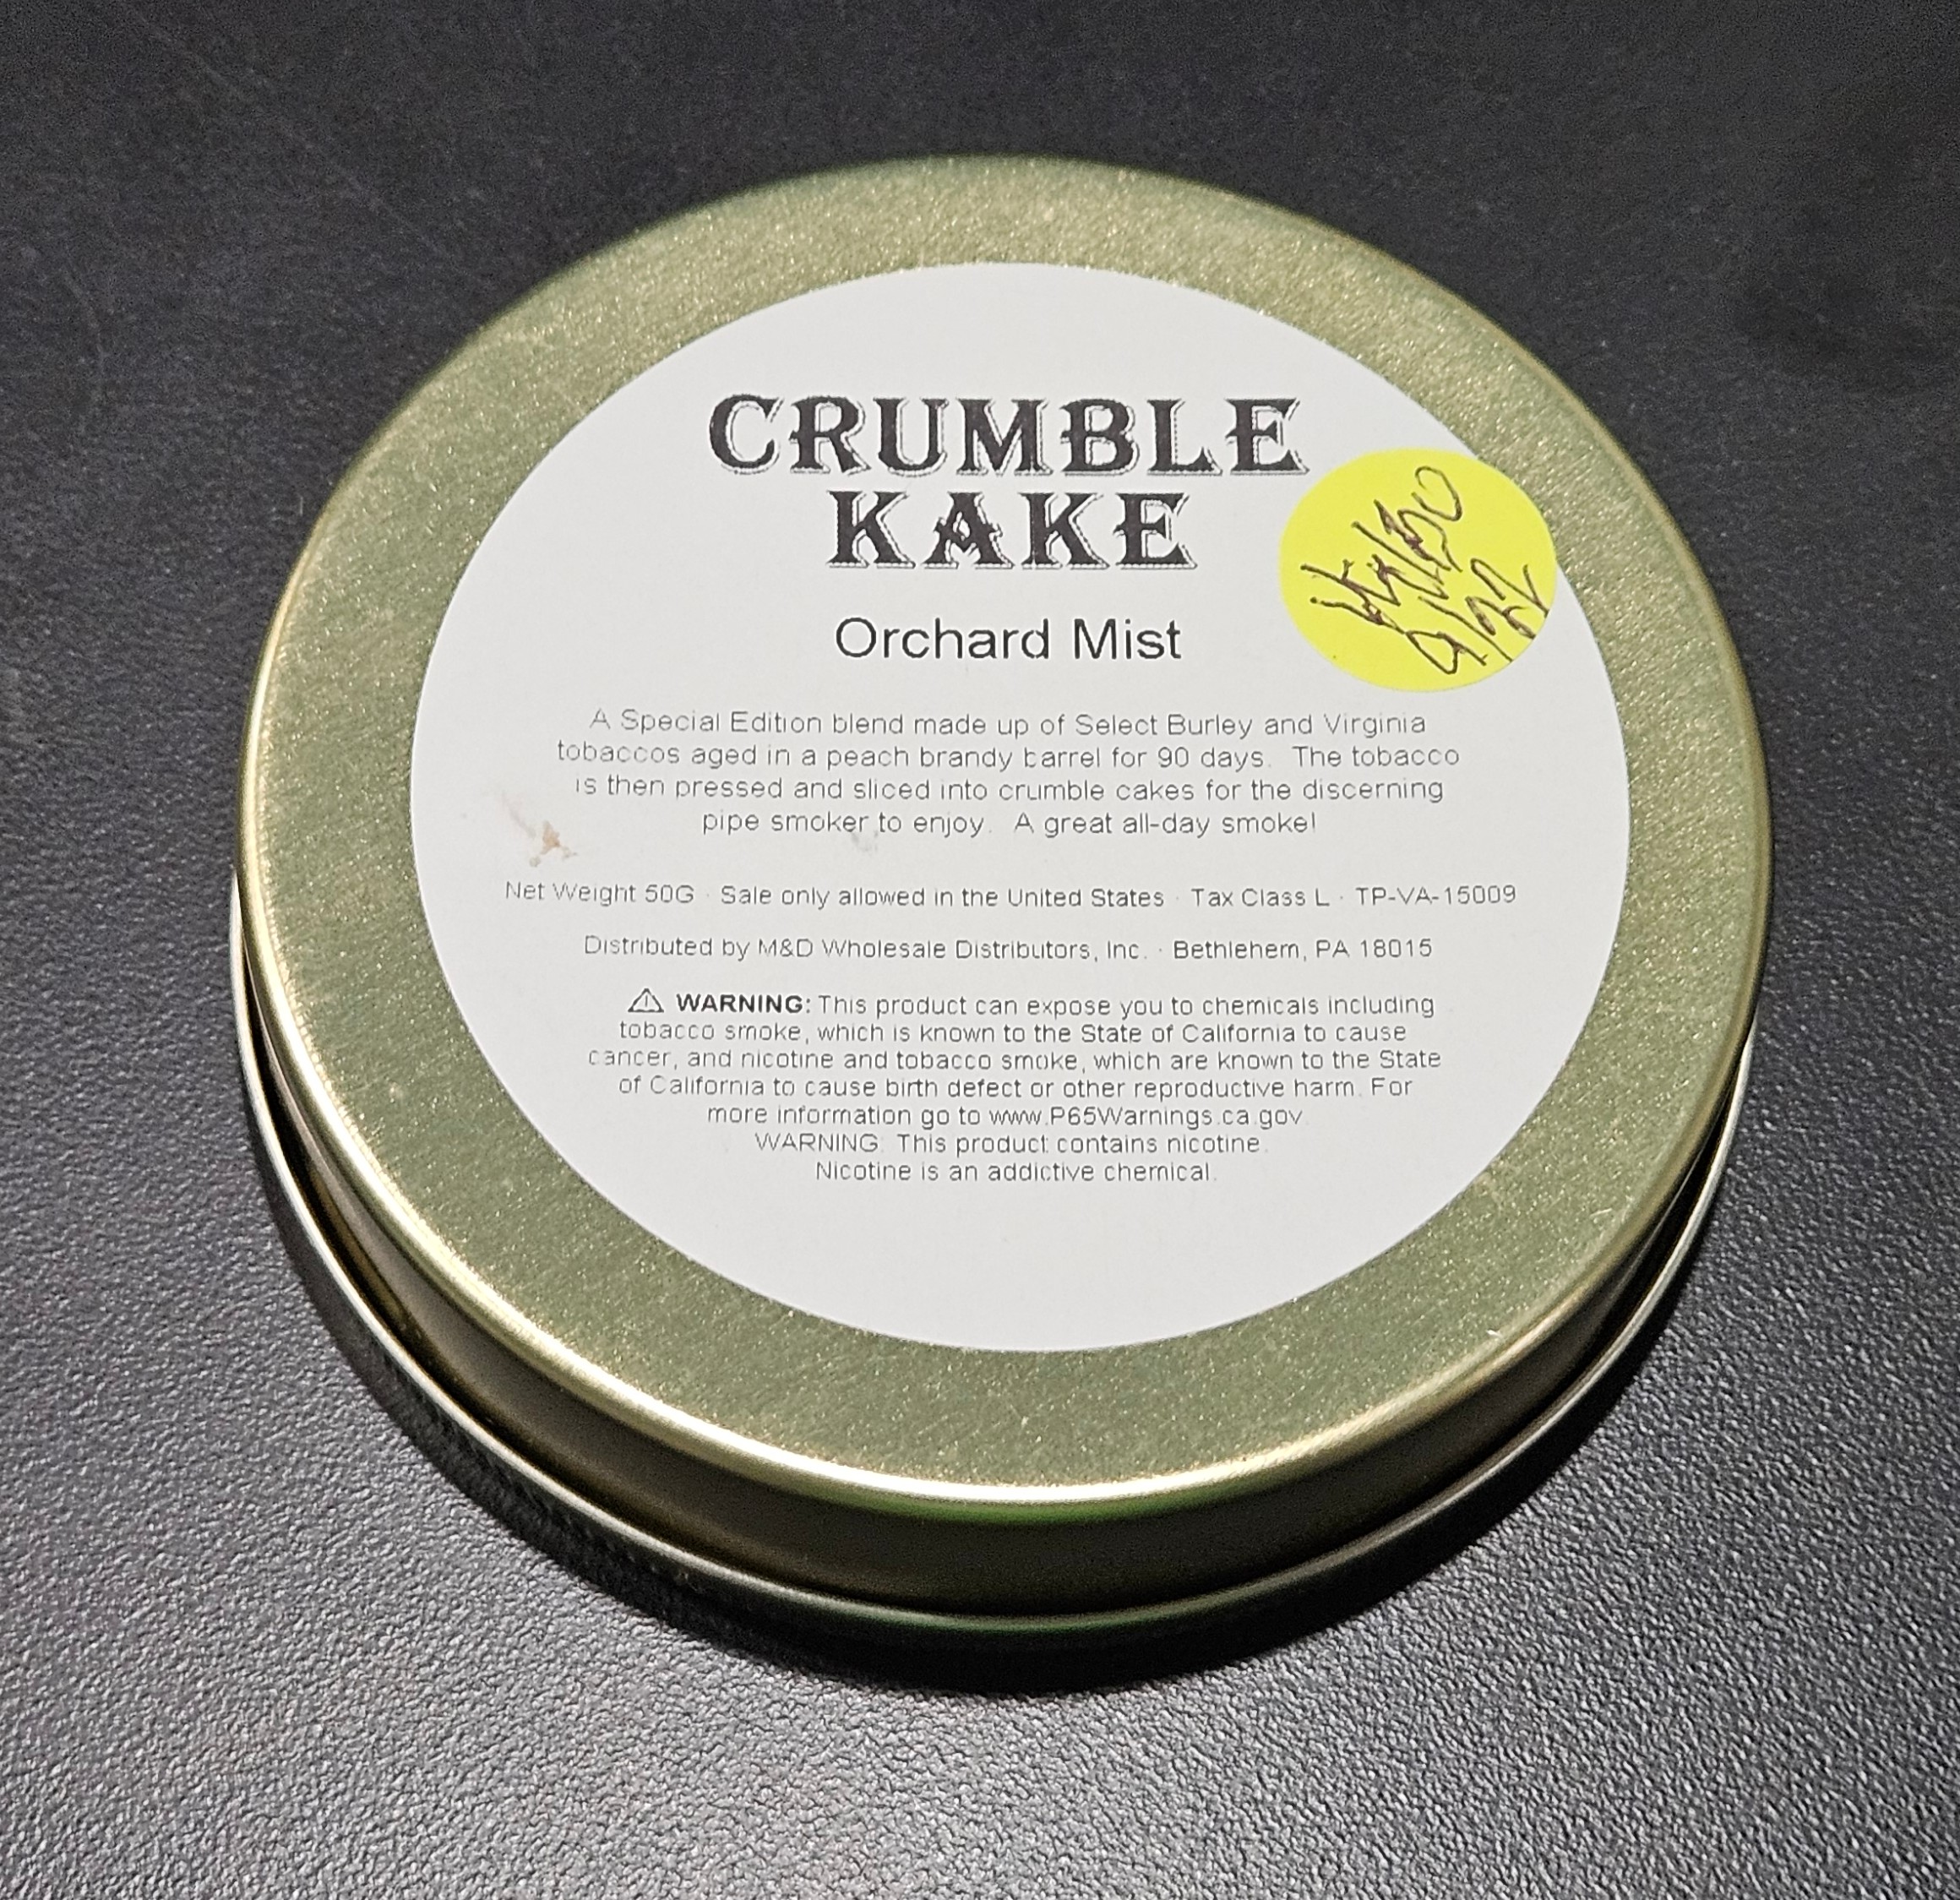 CRUMBLE
KAKE
Orchard Mist
A Special Edition blend made up of Select Burley and Virginia
tobaccos aged in a peach brandy barrel for 90 days. The tobacco
is then pressed and sliced into crumble cakes for the discerning
pipe smoker to enjoy. A great all-day smoke!
Net Weight 50G · Sale only allowed in the United States · Tax Class L · TP-VA-15009
Distributed by M&D Wholesale Distributors, Inc. · Bethlehem, PA 18015
⚠ WARNING: This product can expose you to chemicals including
tobacco smoke, which is known to the State of California to cause
cancer, and nicotine and tobacco smoke, which are known to the State
of California to cause birth defect or other reproductive harm. For
more information go to www.P65Warnings.ca.gov.
WARNING: This product contains nicotine.
Nicotine is an addictive chemical.